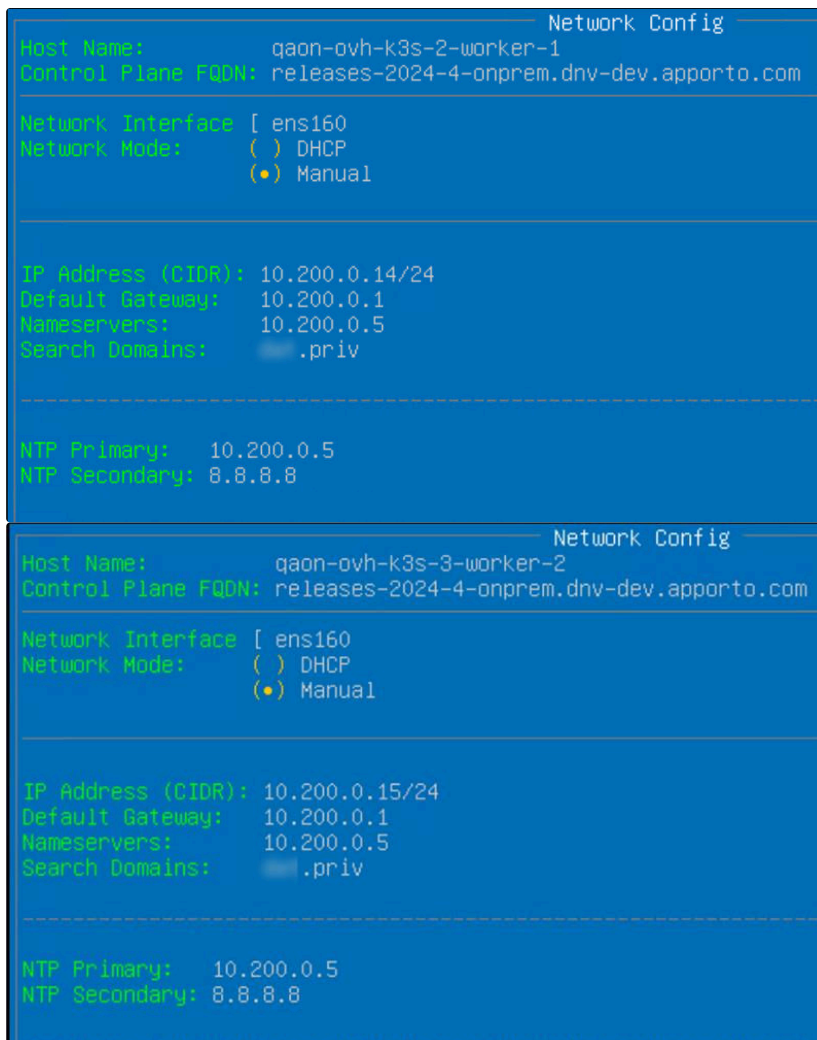 Network Config
Host Name: qaon-ovh-k3s-2-worker-1
Control Plane FQDN: releases-2024-4-onprem.dnv-dev.apporto.com
Network Interface [ ens160
Network Mode: ( ) DHCP
(•) Manual
IP Address (CIDR): 10.200.0.14/24
Default Gateway: 10.200.0.1
Nameservers: 10.200.0.5
Search Domains: .priv
NTP Primary: 10.200.0.5
NTP Secondary: 8.8.8.8
Network Config
Host Name: qaon-ovh-k3s-3-worker-2
Control Plane FQDN: releases-2024-4-onprem.dnv-dev.apporto.com
Network Interface [ ens160
Network Mode: ( ) DHCP
(•) Manual
IP Address (CIDR): 10.200.0.15/24
Default Gateway: 10.200.0.1
Nameservers: 10.200.0.5
Search Domains: .priv
NTP Primary: 10.200.0.5
NTP Secondary: 8.8.8.8